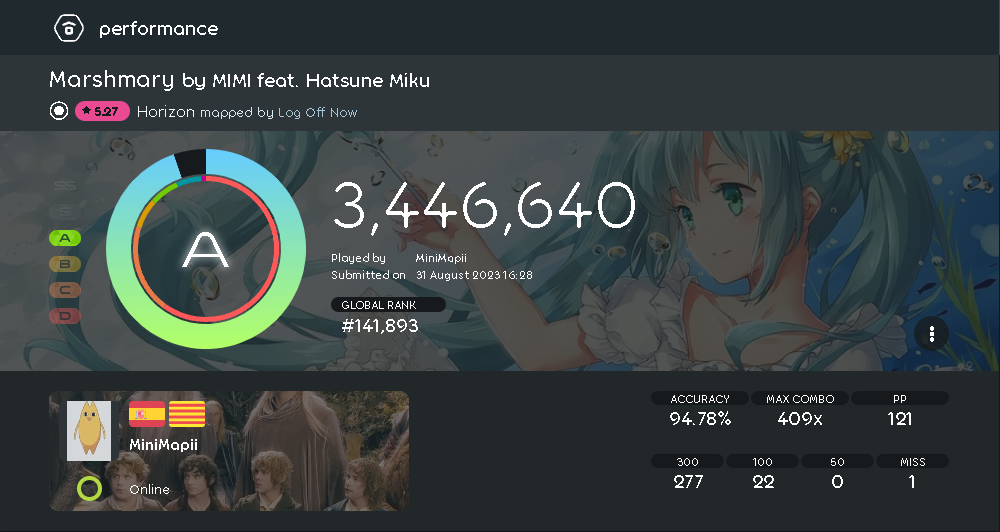 performance
Marshmary by MIMI feat. Hatsune Miku
★ 5.27 Horizon mapped by Log Off Now
SS
S
A
B
C
D
A
3,446,640
Played by MiniMapii
Submitted on 31 August 2023 16:28
GLOBAL RANK
#141,893
MiniMapii
Online
ACCURACY MAX COMBO PP
94.78% 409x 121
300 100 50 MISS
277 22 0 1